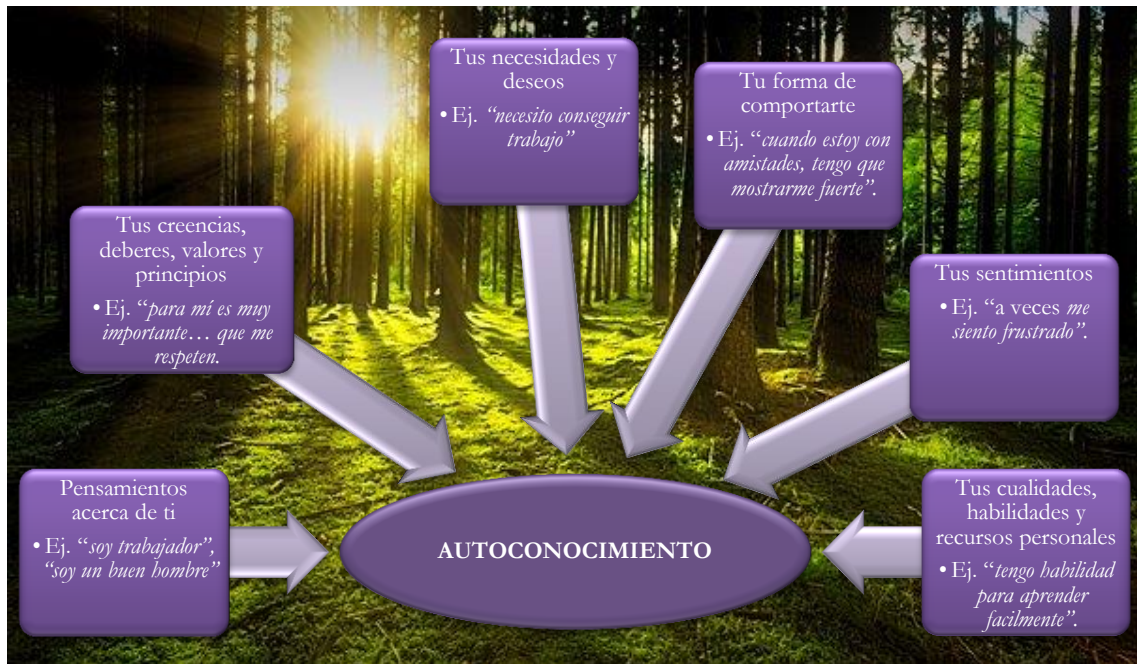 Tus necesidades y
deseos
• Ej. “necesito conseguir
trabajo”
Tu forma de
comportarte
• Ej. “cuando estoy con
amistades, tengo que
mostrarme fuerte”.
Tus creencias,
deberes, valores y
principios
• Ej. “para mí es muy
importante… que me
respeten.
Tus sentimientos
• Ej. “a veces me
siento frustrado”.
Pensamientos
acerca de ti
• Ej. “soy trabajador”,
“soy un buen hombre”
AUTOCONOCIMIENTO
Tus cualidades,
habilidades y
recursos personales
• Ej. “tengo habilidad
para aprender
facilmente”.